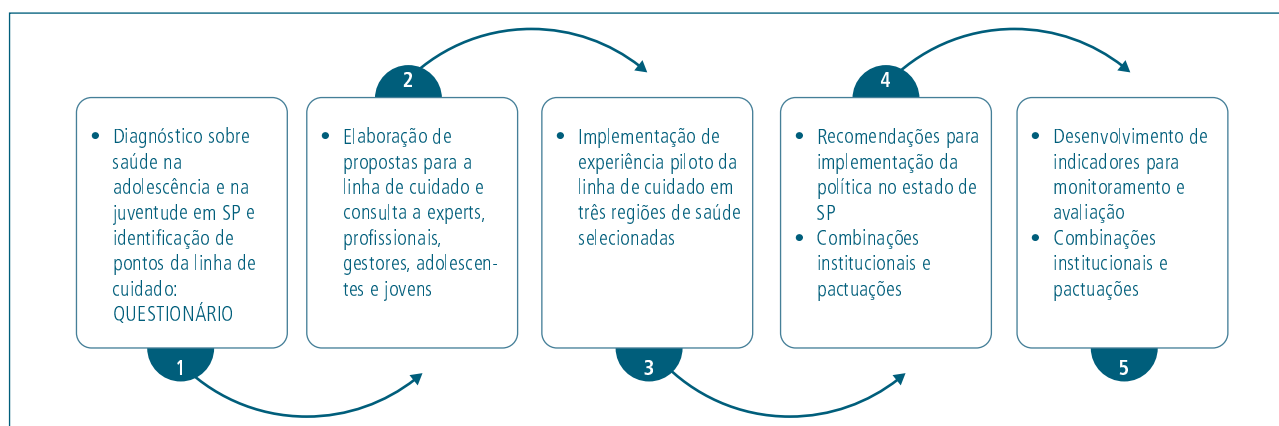 1
• Diagnóstico sobre
saúde na
adolescência e na
juventude em SP e
identificação de
pontos da linha de
cuidado:
QUESTIONÁRIO
2
• Elaboração de
propostas para a
linha de cuidado e
consulta a experts,
profissionais,
gestores, adolescen-
tes e jovens
3
• Implementação de
experiência piloto da
linha de cuidado em
três regiões de saúde
selecionadas
4
• Recomendações para
implementação da
política no estado de
SP
• Combinações
institucionais e
pactuações
5
• Desenvolvimento de
indicadores para
monitoramento e
avaliação
• Combinações
institucionais e
pactuações